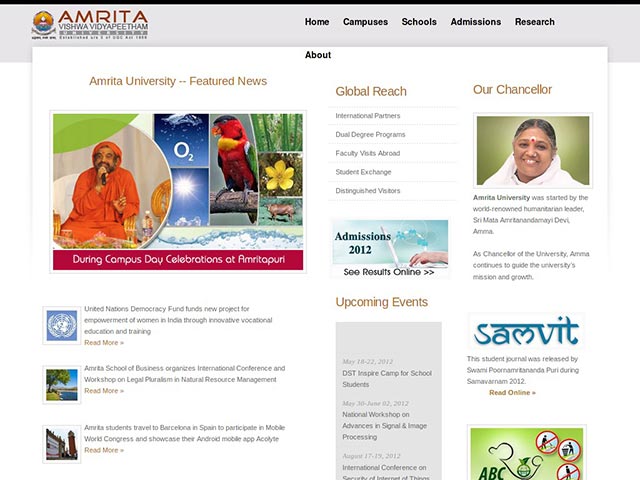 AMRITA
VISHWA VIDYAPEETHAM
UNIVERSITY
Established u/s 3 of UGC Act 1956
Home Campuses Schools Admissions Research
About
Amrita University -- Featured News
O2
During Campus Day Celebrations at Amritapuri
United Nations Democracy Fund funds new project for
empowerment of women in India through innovative vocational
education and training
Read More »
Amrita School of Business organizes International Conference and
Workshop on Legal Pluralism in Natural Resource Management
Read More »
Amrita students travel to Barcelona in Spain to participate in Mobile
World Congress and showcase their Android mobile app Acolyte
Read More »
Global Reach
International Partners
Dual Degree Programs
Faculty Visits Abroad
Student Exchange
Distinguished Visitors
Admissions
2012
See Results Online >>
Upcoming Events
May 18-22, 2012
DST Inspire Camp for School
Students
May 30-June 02, 2012
National Workshop on
Advances in Signal & Image
Processing
August 17-19, 2012
International Conference on
Security of Internet of Things
Our Chancellor
Amrita University was started by the
world-renowned humanitarian leader,
Sri Mata Amritanandamayi Devi,
Amma.
As Chancellor of the University, Amma
continues to guide the university's
mission and growth.
samvit
This student journal was released by
Swami Poornamritananda Puri during
Samavarnam 2012.
Read Online »
ABC